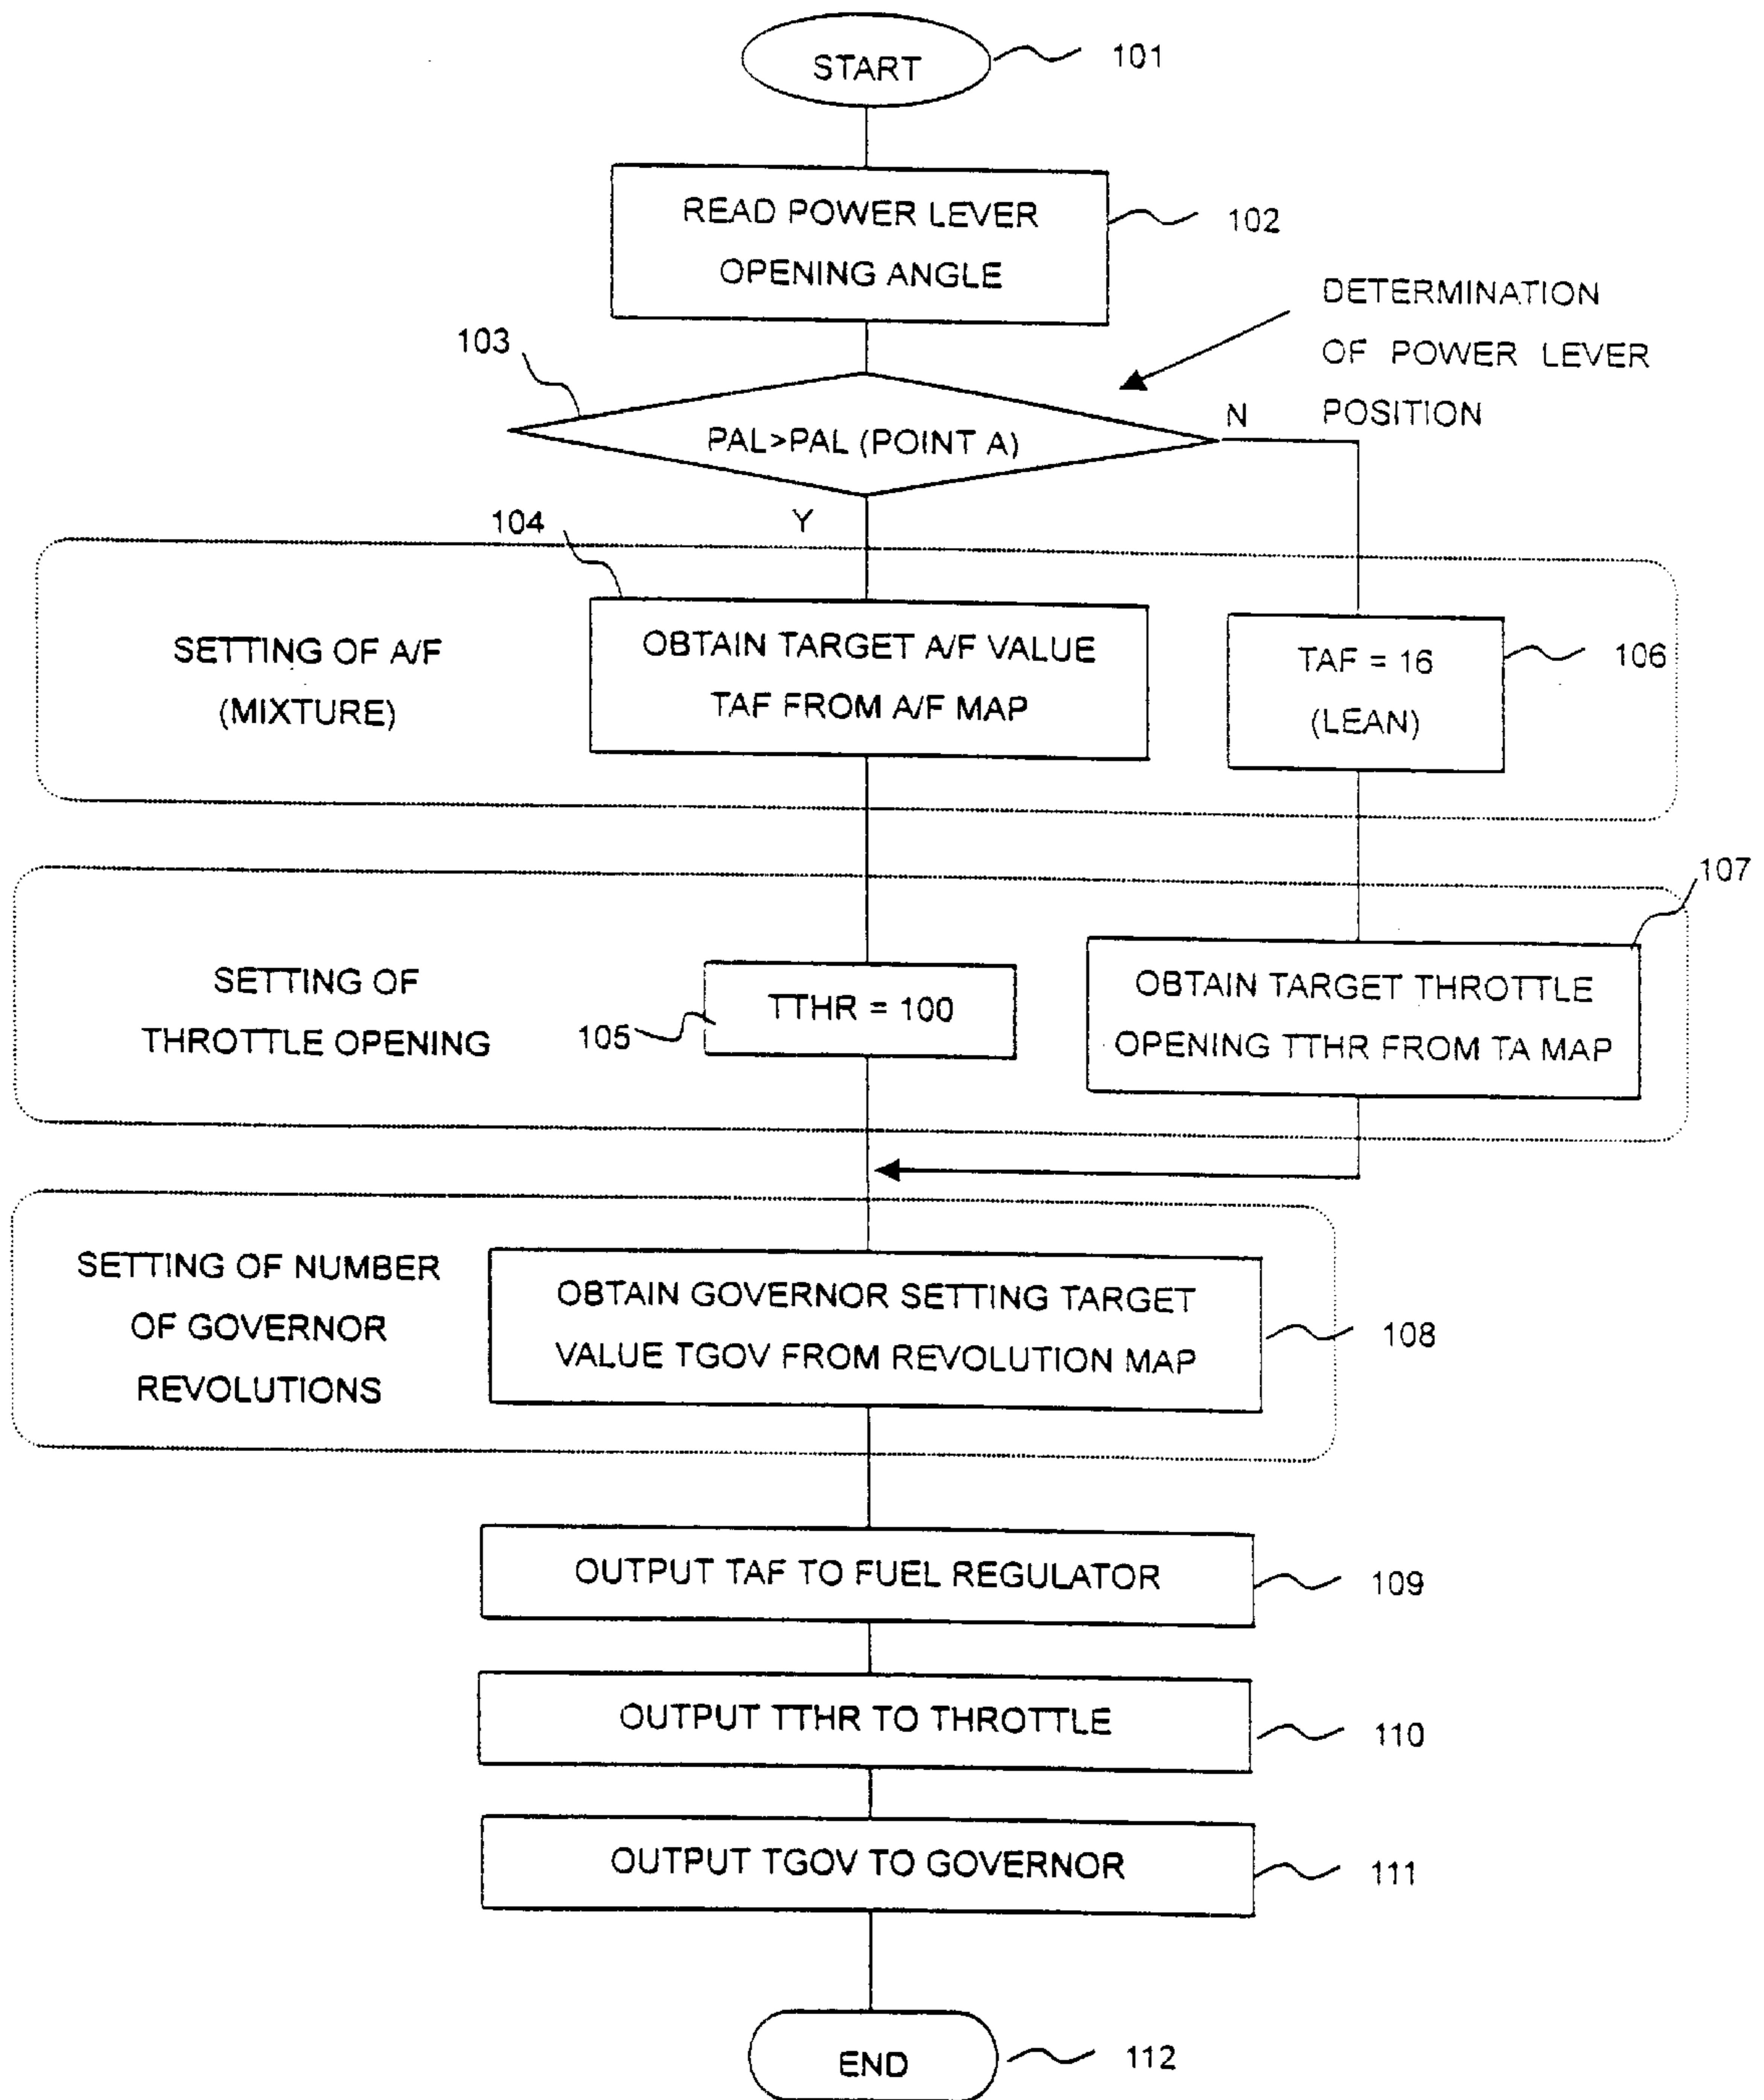 START
101
READ POWER LEVER
OPENING ANGLE
102
DETERMINATION
OF POWER LEVER
POSITION
103
PAL>PAL (POINT A)
N
Y
104
SETTING OF A/F
(MIXTURE)
OBTAIN TARGET A/F VALUE
TAF FROM A/F MAP
TAF = 16
(LEAN)
106
107
SETTING OF
THROTTLE OPENING
105
TTHR = 100
OBTAIN TARGET THROTTLE
OPENING TTHR FROM TA MAP
SETTING OF NUMBER
OF GOVERNOR
REVOLUTIONS
OBTAIN GOVERNOR SETTING TARGET
VALUE TGOV FROM REVOLUTION MAP
108
OUTPUT TAF TO FUEL REGULATOR
109
OUTPUT TTHR TO THROTTLE
110
OUTPUT TGOV TO GOVERNOR
111
END
112